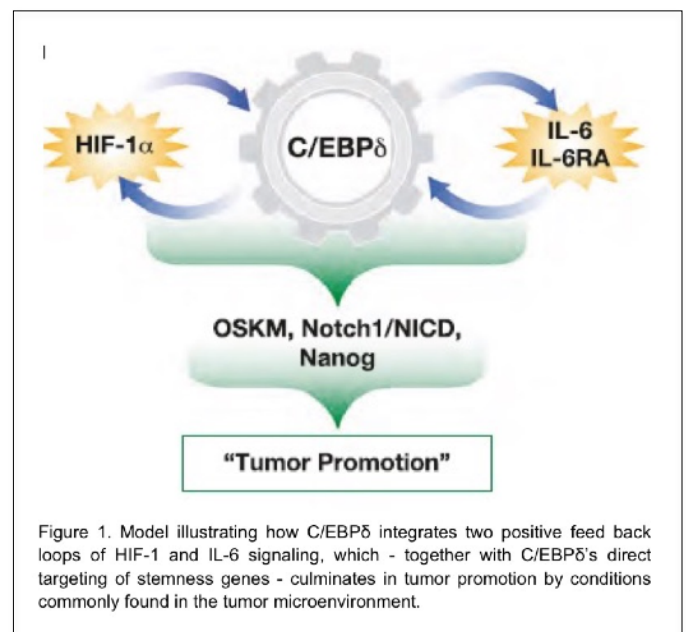 |
HIF-1α
C/EBPδ
IL-6
IL-6RA
OSKM, Notch1/NICD,
Nanog
“Tumor Promotion”
Figure 1. Model illustrating how C/EBPδ integrates two positive feed back
loops of HIF-1 and IL-6 signaling, which - together with C/EBPδ’s direct
targeting of stemness genes - culminates in tumor promotion by conditions
commonly found in the tumor microenvironment.